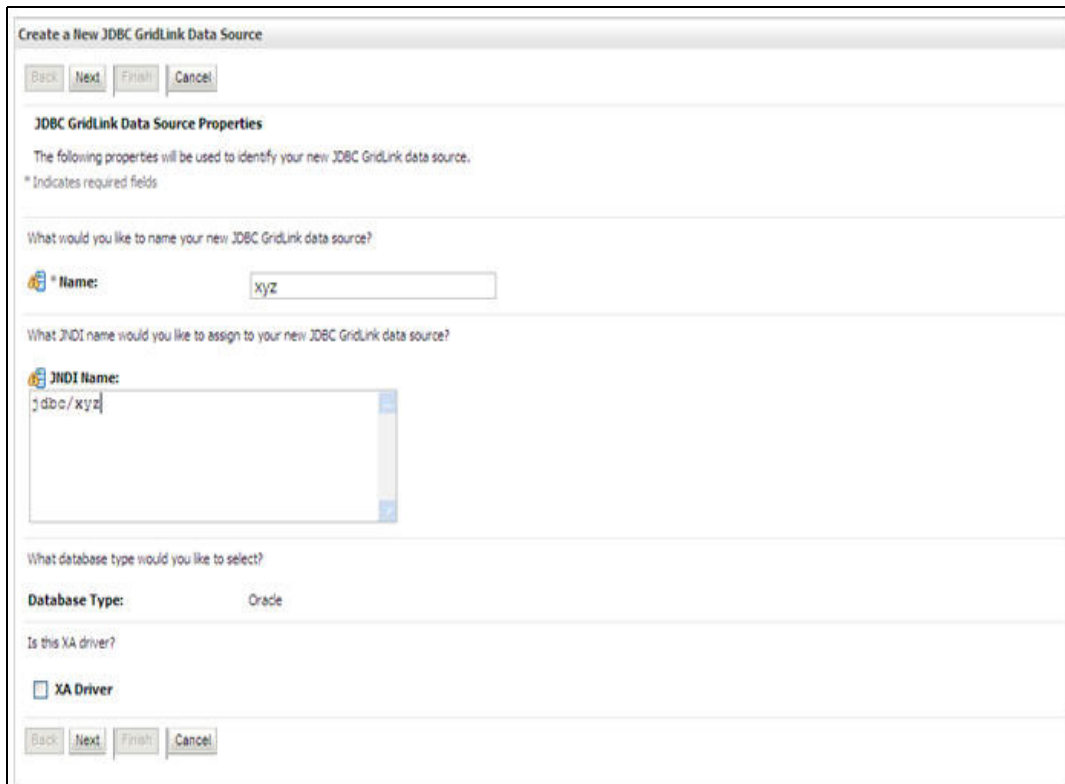 Create a New JDBC GridLink Data Source
Back Next Finish Cancel
JDBC GridLink Data Source Properties
The following properties will be used to identify your new JDBC GridLink data source.
* Indicates required fields
What would you like to name your new JDBC GridLink data source?
* Name: xyz
What JNDI name would you like to assign to your new JDBC GridLink data source?
JNDI Name:
jdbc/xyz
What database type would you like to select?
Database Type: Oracle
Is this XA driver?
XA Driver
Back Next Finish Cancel